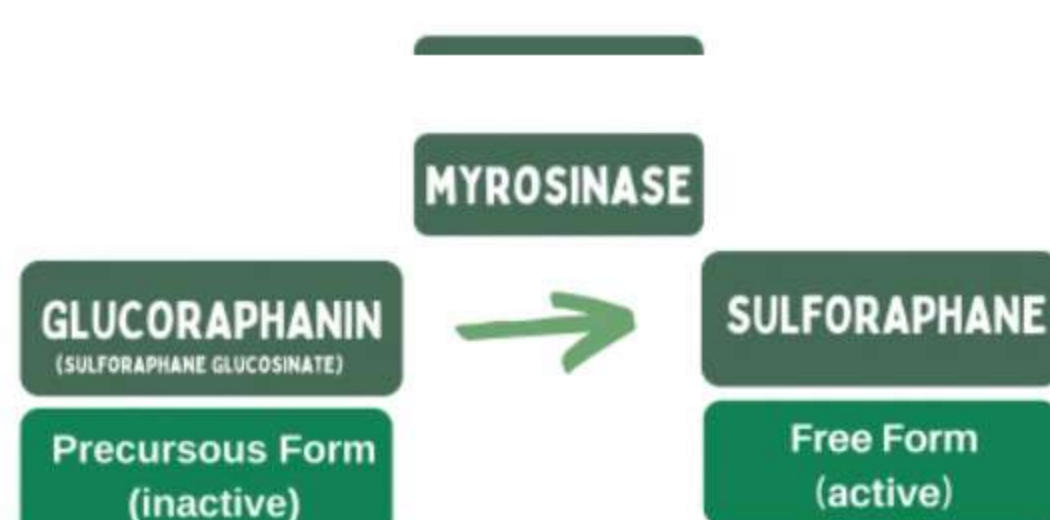 MYROSINASE
GLUCORAPHANIN
(SULFORAPHANE GLUCOSINATE)
Precursous Form
(inactive)
SULFORAPHANE
Free Form
(active)